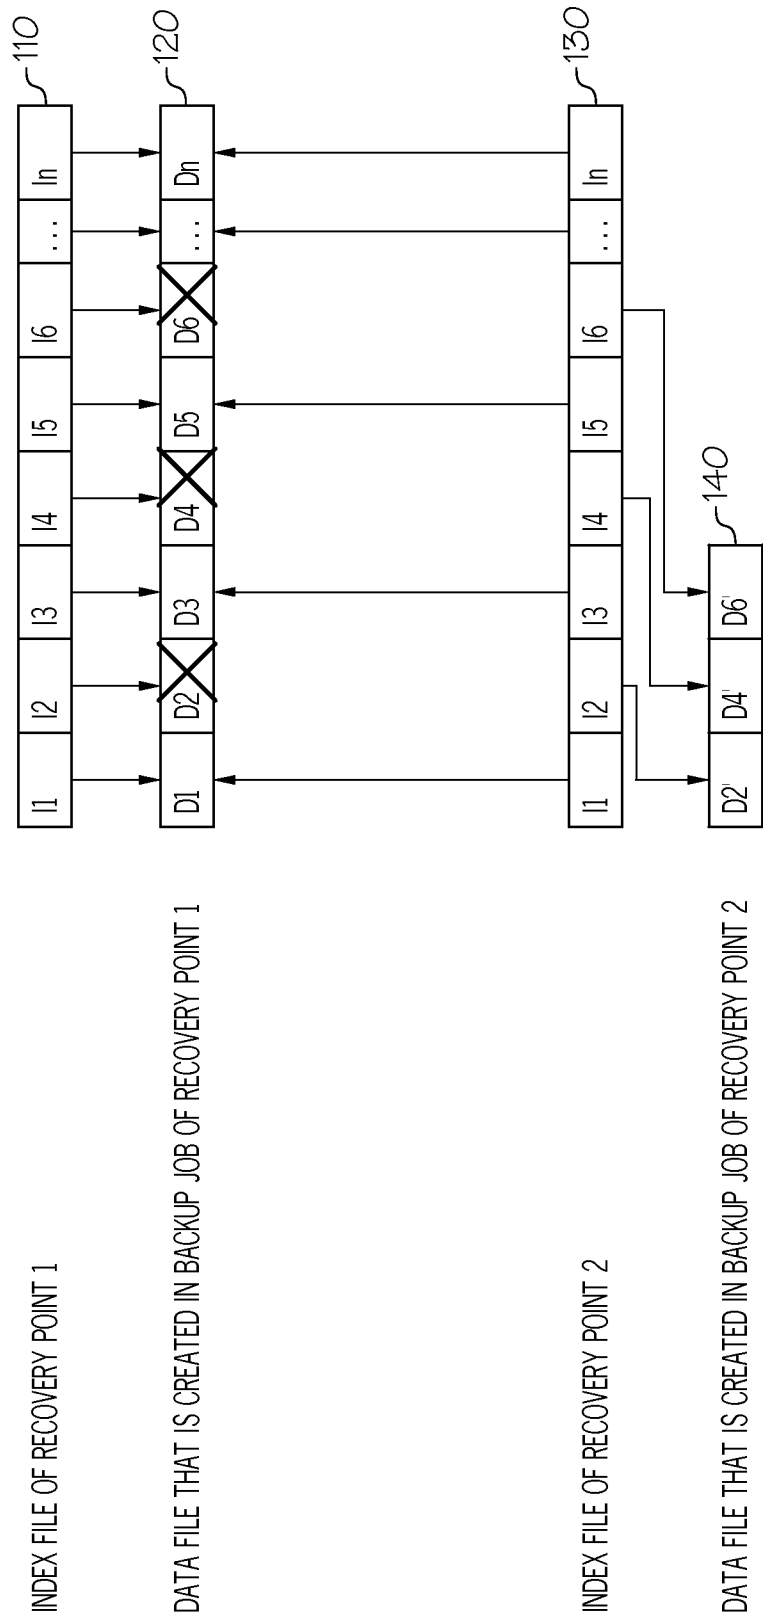 INDEX FILE OF RECOVERY POINT 1
I1 I2 I3 I4 I5 I6 ... In
110
DATA FILE THAT IS CREATED IN BACKUP JOB OF RECOVERY POINT 1
D1 D2 D3 D4 D5 D6 ... Dn
120
INDEX FILE OF RECOVERY POINT 2
I1 I2 I3 I4 I5 I6 ... In
130
DATA FILE THAT IS CREATED IN BACKUP JOB OF RECOVERY POINT 2
D2' D4' D6'
140